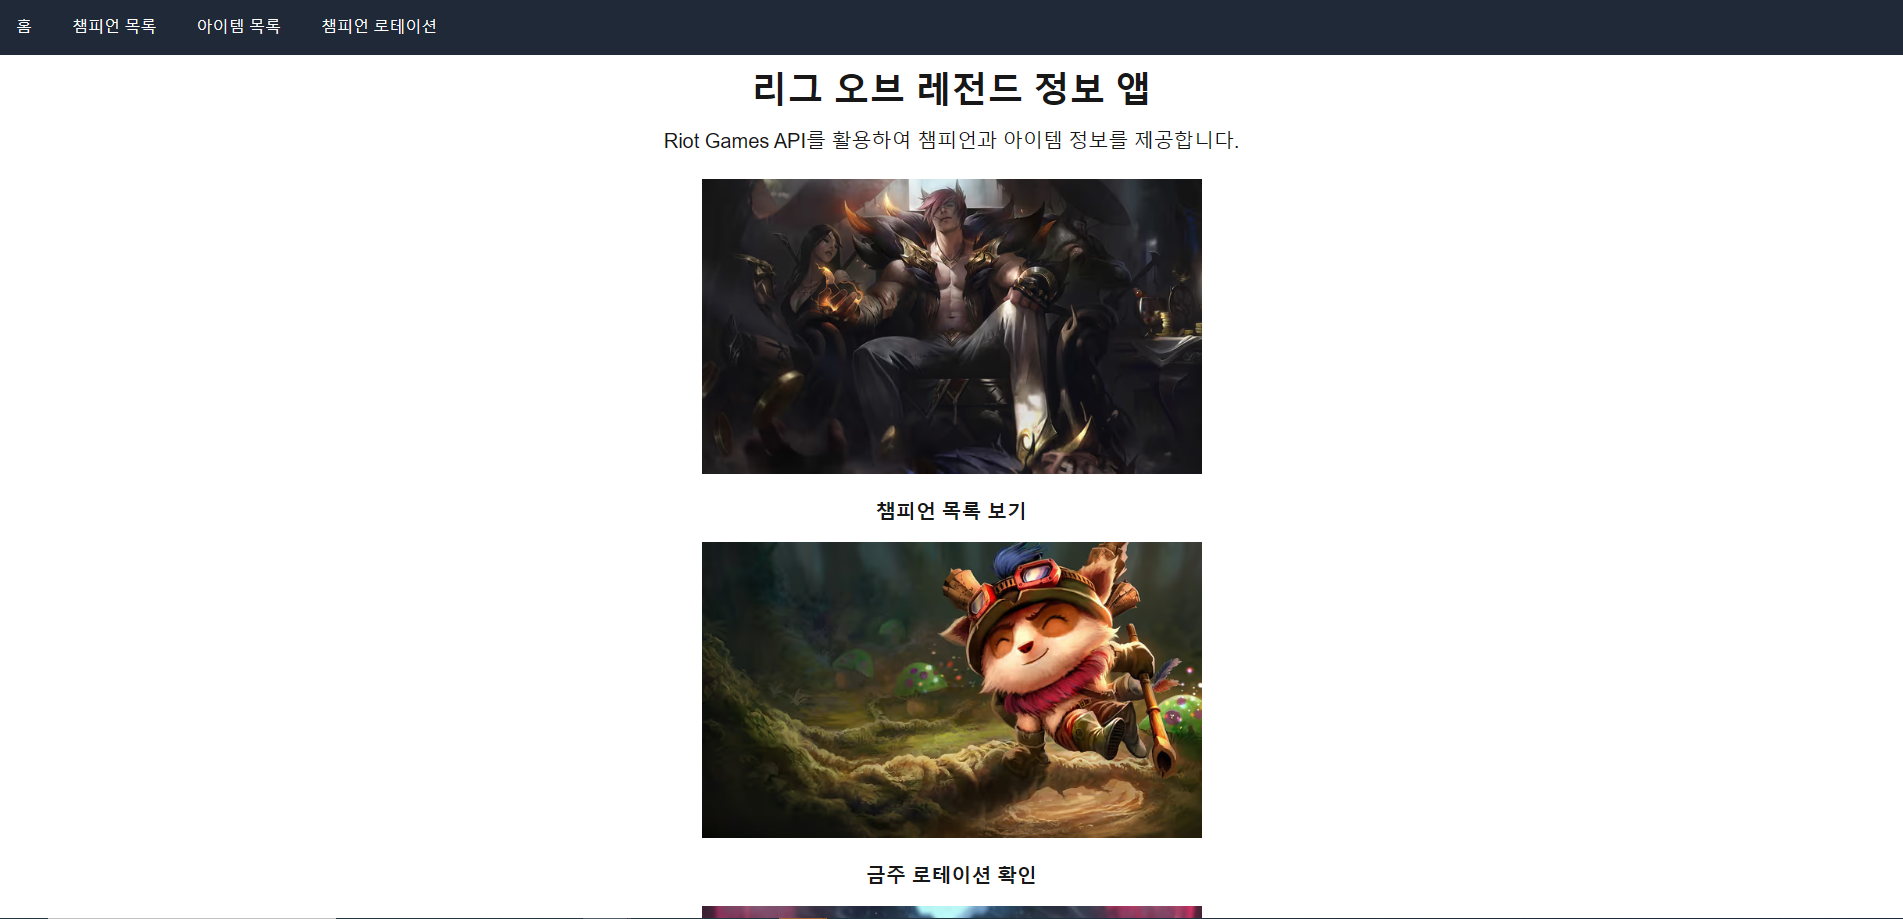 홈 챔피언 목록 아이템 목록 챔피언 로테이션
리그 오브 레전드 정보 앱
Riot Games API를 활용하여 챔피언과 아이템 정보를 제공합니다.
챔피언 목록 보기
금주 로테이션 확인